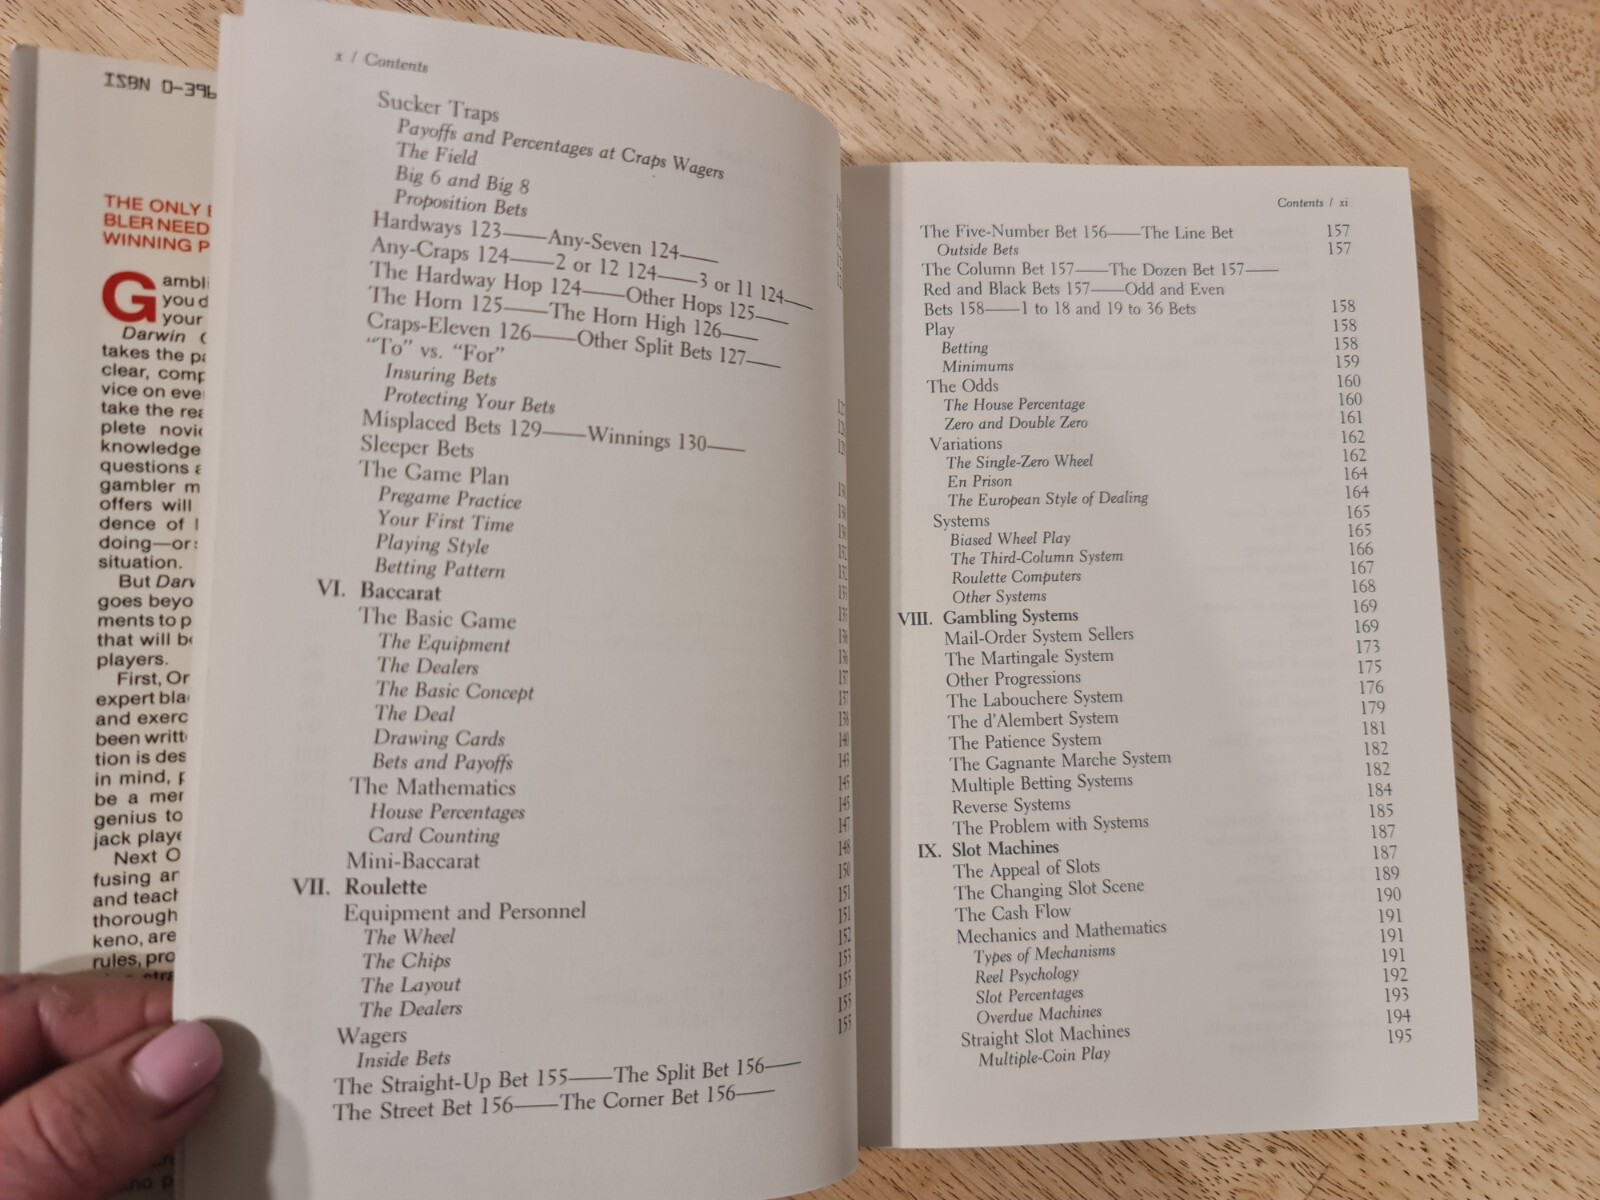 ISBN 0-396
THE ONLY
BLER NEED
WINNING P
Gambli
you d
your
Darwin
takes the pa
clear, comp
vice on eve
take the rea
plete novi
knowledge
questions a
gambler m
offers will
dence of
doing—or
situation.
But Darw
goes beyo
ments to p
that will be
players.
First, Or
expert bla
and exerc
been writt
tion is des
in mind, p
be a mer
genius to
jack playe
Next O
fusing an
and teach
thorough
keno, are
rules, pro
x / Contents
Sucker Traps
Payoffs and Percentages at Craps Wagers
The Field
Big 6 and Big 8
Proposition Bets
Hardways 123——Any-Seven 124——
Any-Craps 124——2 or 12 124——3 or 11 124——
The Hardway Hop 124——Other Hops 125——
The Horn 125——The Horn High 126——
Craps-Eleven 126——Other Split Bets 127——
"To" vs. "For"
Insuring Bets
Protecting Your Bets
Misplaced Bets 129——Winnings 130——
Sleeper Bets
The Game Plan
Pregame Practice
Your First Time
Playing Style
Betting Pattern
VI. Baccarat
The Basic Game
The Equipment
The Dealers
The Basic Concept
The Deal
Drawing Cards
Bets and Payoffs
The Mathematics
House Percentages
Card Counting
Mini-Baccarat
VII. Roulette
Equipment and Personnel
The Wheel
The Chips
The Layout
The Dealers
Wagers
Inside Bets
The Straight-Up Bet 155——The Split Bet 156——
The Street Bet 156——The Corner Bet 156——
Contents / xi
The Five-Number Bet 156——The Line Bet 157
Outside Bets 157
The Column Bet 157——The Dozen Bet 157——
Red and Black Bets 157——Odd and Even
Bets 158——1 to 18 and 19 to 36 Bets 158
Play 158
Betting 158
Minimums 159
The Odds 160
The House Percentage 160
Zero and Double Zero 161
Variations 162
The Single-Zero Wheel 162
En Prison 164
The European Style of Dealing 164
Systems 165
Biased Wheel Play 165
The Third-Column System 166
Roulette Computers 167
Other Systems 168
VIII. Gambling Systems 169
Mail-Order System Sellers 169
The Martingale System 173
Other Progressions 175
The Labouchere System 176
The d'Alembert System 179
The Patience System 181
The Gagnante Marche System 182
Multiple Betting Systems 182
Reverse Systems 184
The Problem with Systems 185
IX. Slot Machines 187
The Appeal of Slots 187
The Changing Slot Scene 189
The Cash Flow 190
Mechanics and Mathematics 191
Types of Mechanisms 191
Reel Psychology 191
Slot Percentages 192
Overdue Machines 193
Straight Slot Machines 194
Multiple-Coin Play 195